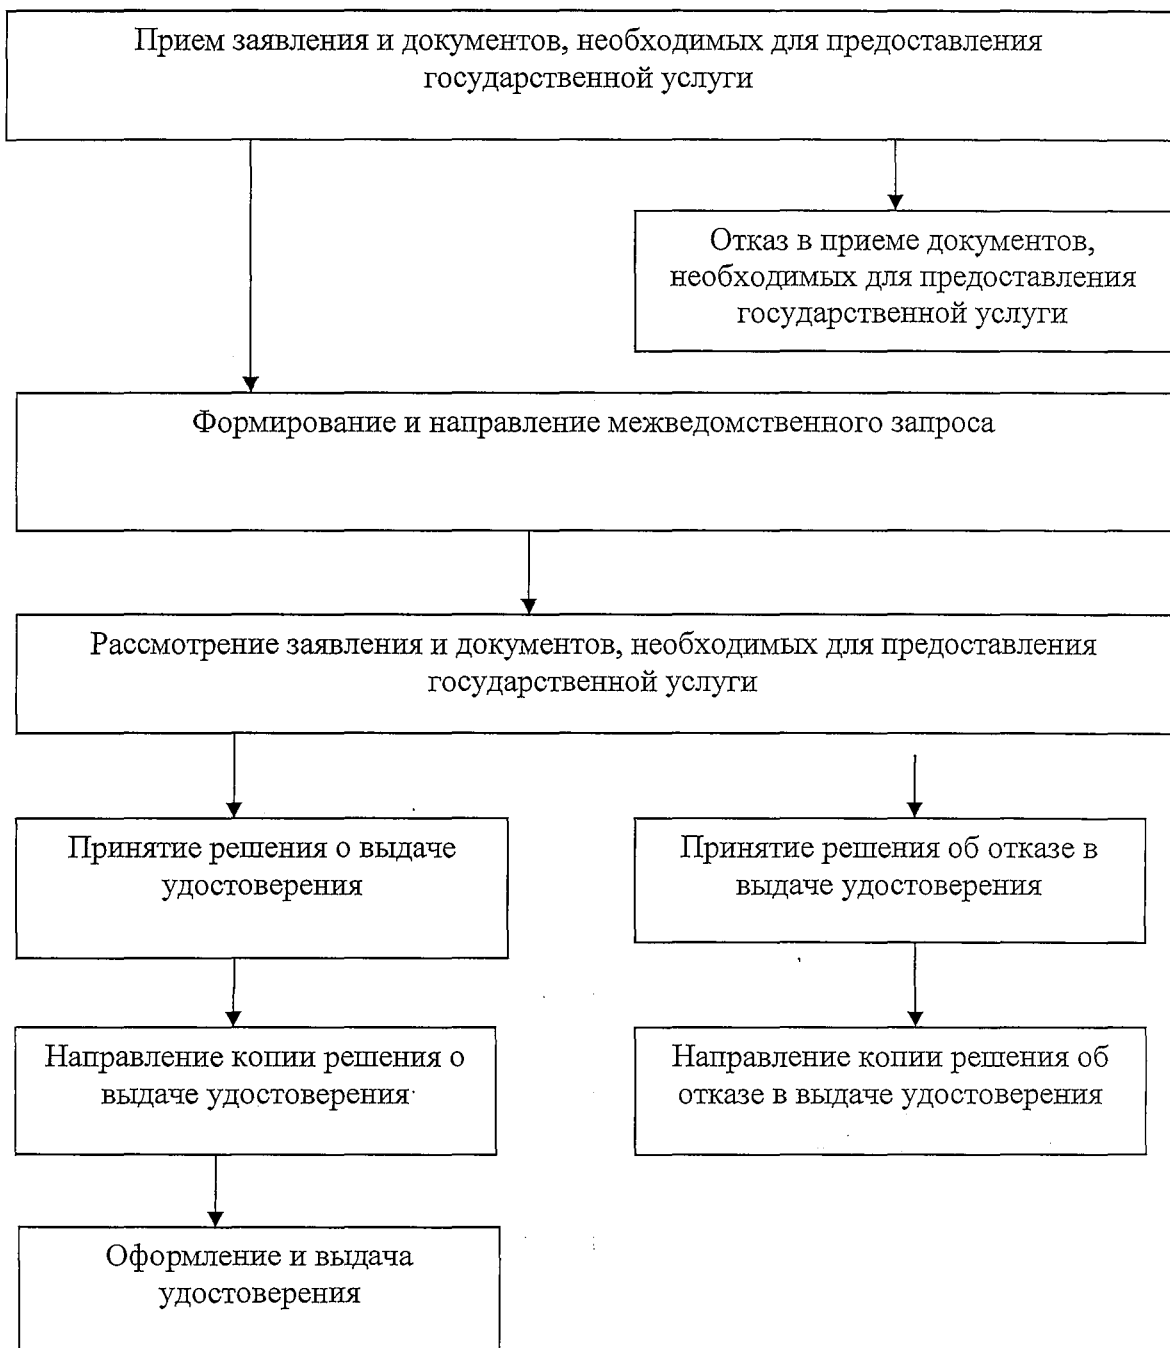 Прием заявления и документов, необходимых для предоставления
государственной услуги
Отказ в приеме документов,
необходимых для предоставления
государственной услуги
Формирование и направление межведомственного запроса
Рассмотрение заявления и документов, необходимых для предоставления
государственной услуги
Принятие решения о выдаче
удостоверения
Принятие решения об отказе в
выдаче удостоверения
Направление копии решения о
выдаче удостоверения
Направление копии решения об
отказе в выдаче удостоверения
Оформление и выдача
удостоверения